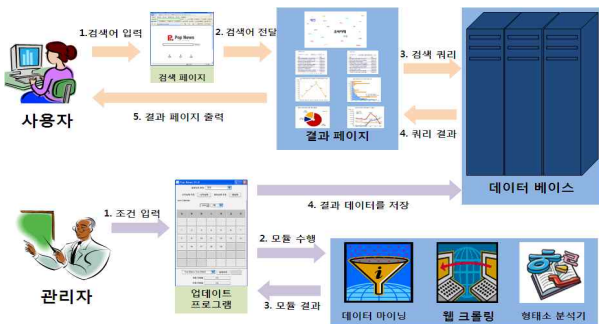 1.검색어 입력
Pop News
검색 페이지
2. 검색어 전달
결과 페이지
3. 검색 쿼리
4. 쿼리 결과
5. 결과 페이지 출력
사용자
데이터 베이스
1. 조건 입력
관리자
업데이트
프로그램
4. 결과 데이터를 저장
2. 모듈 수행
3. 모듈 결과
데이터 마이닝
웹 크롤링
형태소 분석기